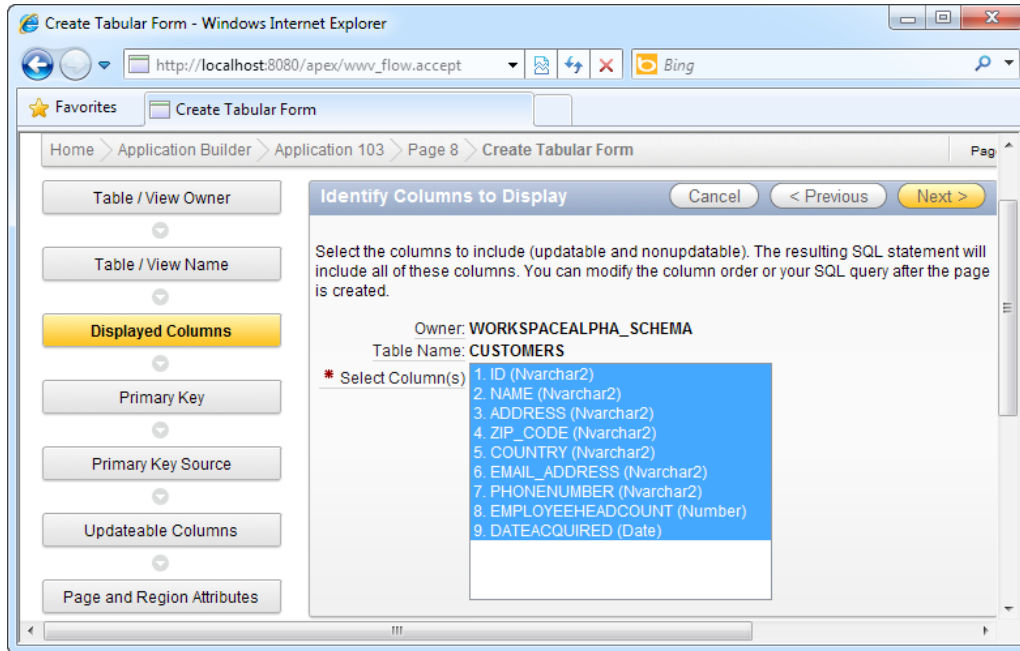 Create Tabular Form - Windows Internet Explorer
http://localhost:8080/apex/wwv_flow.accept
Bing
Favorites
Create Tabular Form
Home
Application Builder
Application 103
Page 8
Create Tabular Form
Pag
Table / View Owner
Table / View Name
Displayed Columns
Primary Key
Primary Key Source
Updateable Columns
Page and Region Attributes
Identify Columns to Display
Cancel
< Previous
Next >
Select the columns to include (updatable and nonupdatable). The resulting SQL statement will
include all of these columns. You can modify the column order or your SQL query after the page
is created.
Owner: WORKSPACEALPHA_SCHEMA
Table Name: CUSTOMERS
* Select Column(s)
1. ID (Nvarchar2)
2. NAME (Nvarchar2)
3. ADDRESS (Nvarchar2)
4. ZIP_CODE (Nvarchar2)
5. COUNTRY (Nvarchar2)
6. EMAIL_ADDRESS (Nvarchar2)
7. PHONENUMBER (Nvarchar2)
8. EMPLOYEEHEADCOUNT (Number)
9. DATEACQUIRED (Date)